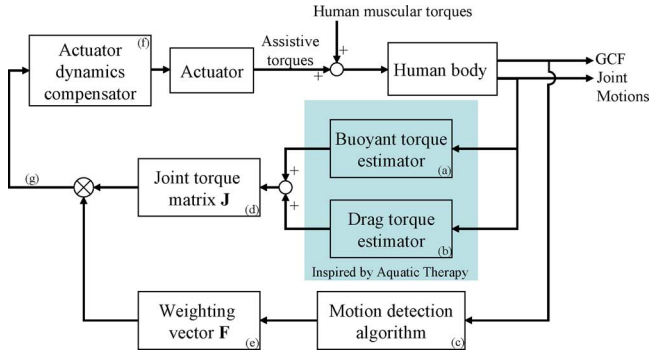 Human muscular torques
(f)
Actuator
dynamics
compensator
Actuator
Assistive
torques
+
+
Human body
GCF
Joint
Motions
Buoyant torque
estimator
(a)
+
+
(g)
Joint torque
matrix J
(d)
Drag torque
estimator
(b)
Inspired by Aquatic Therapy
Weighting
vector F
(e)
Motion detection
algorithm
(c)